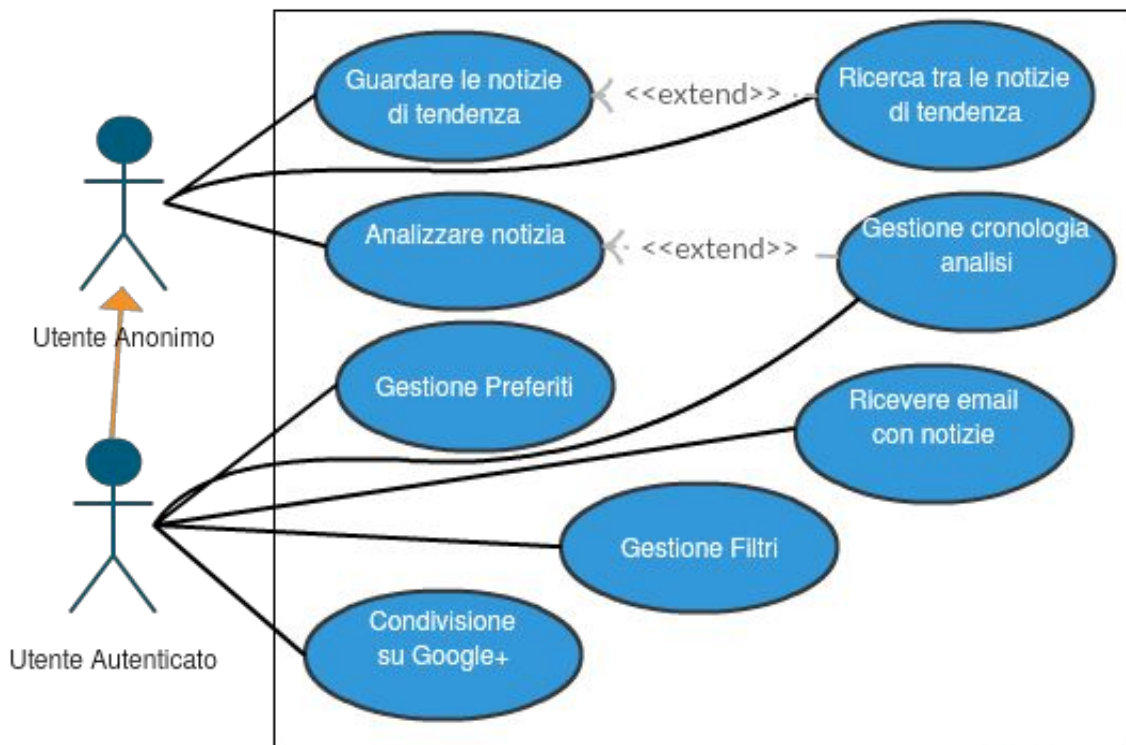 Guardare le notizie
di tendenza
<<extend>>
Ricerca tra le notizie
di tendenza
Analizzare notizia
<<extend>>
Gestione cronologia
analisi
Utente Anonimo
Gestione Preferiti
Ricevere email
con notizie
Gestione Filtri
Condivisione
su Google+
Utente Autenticato